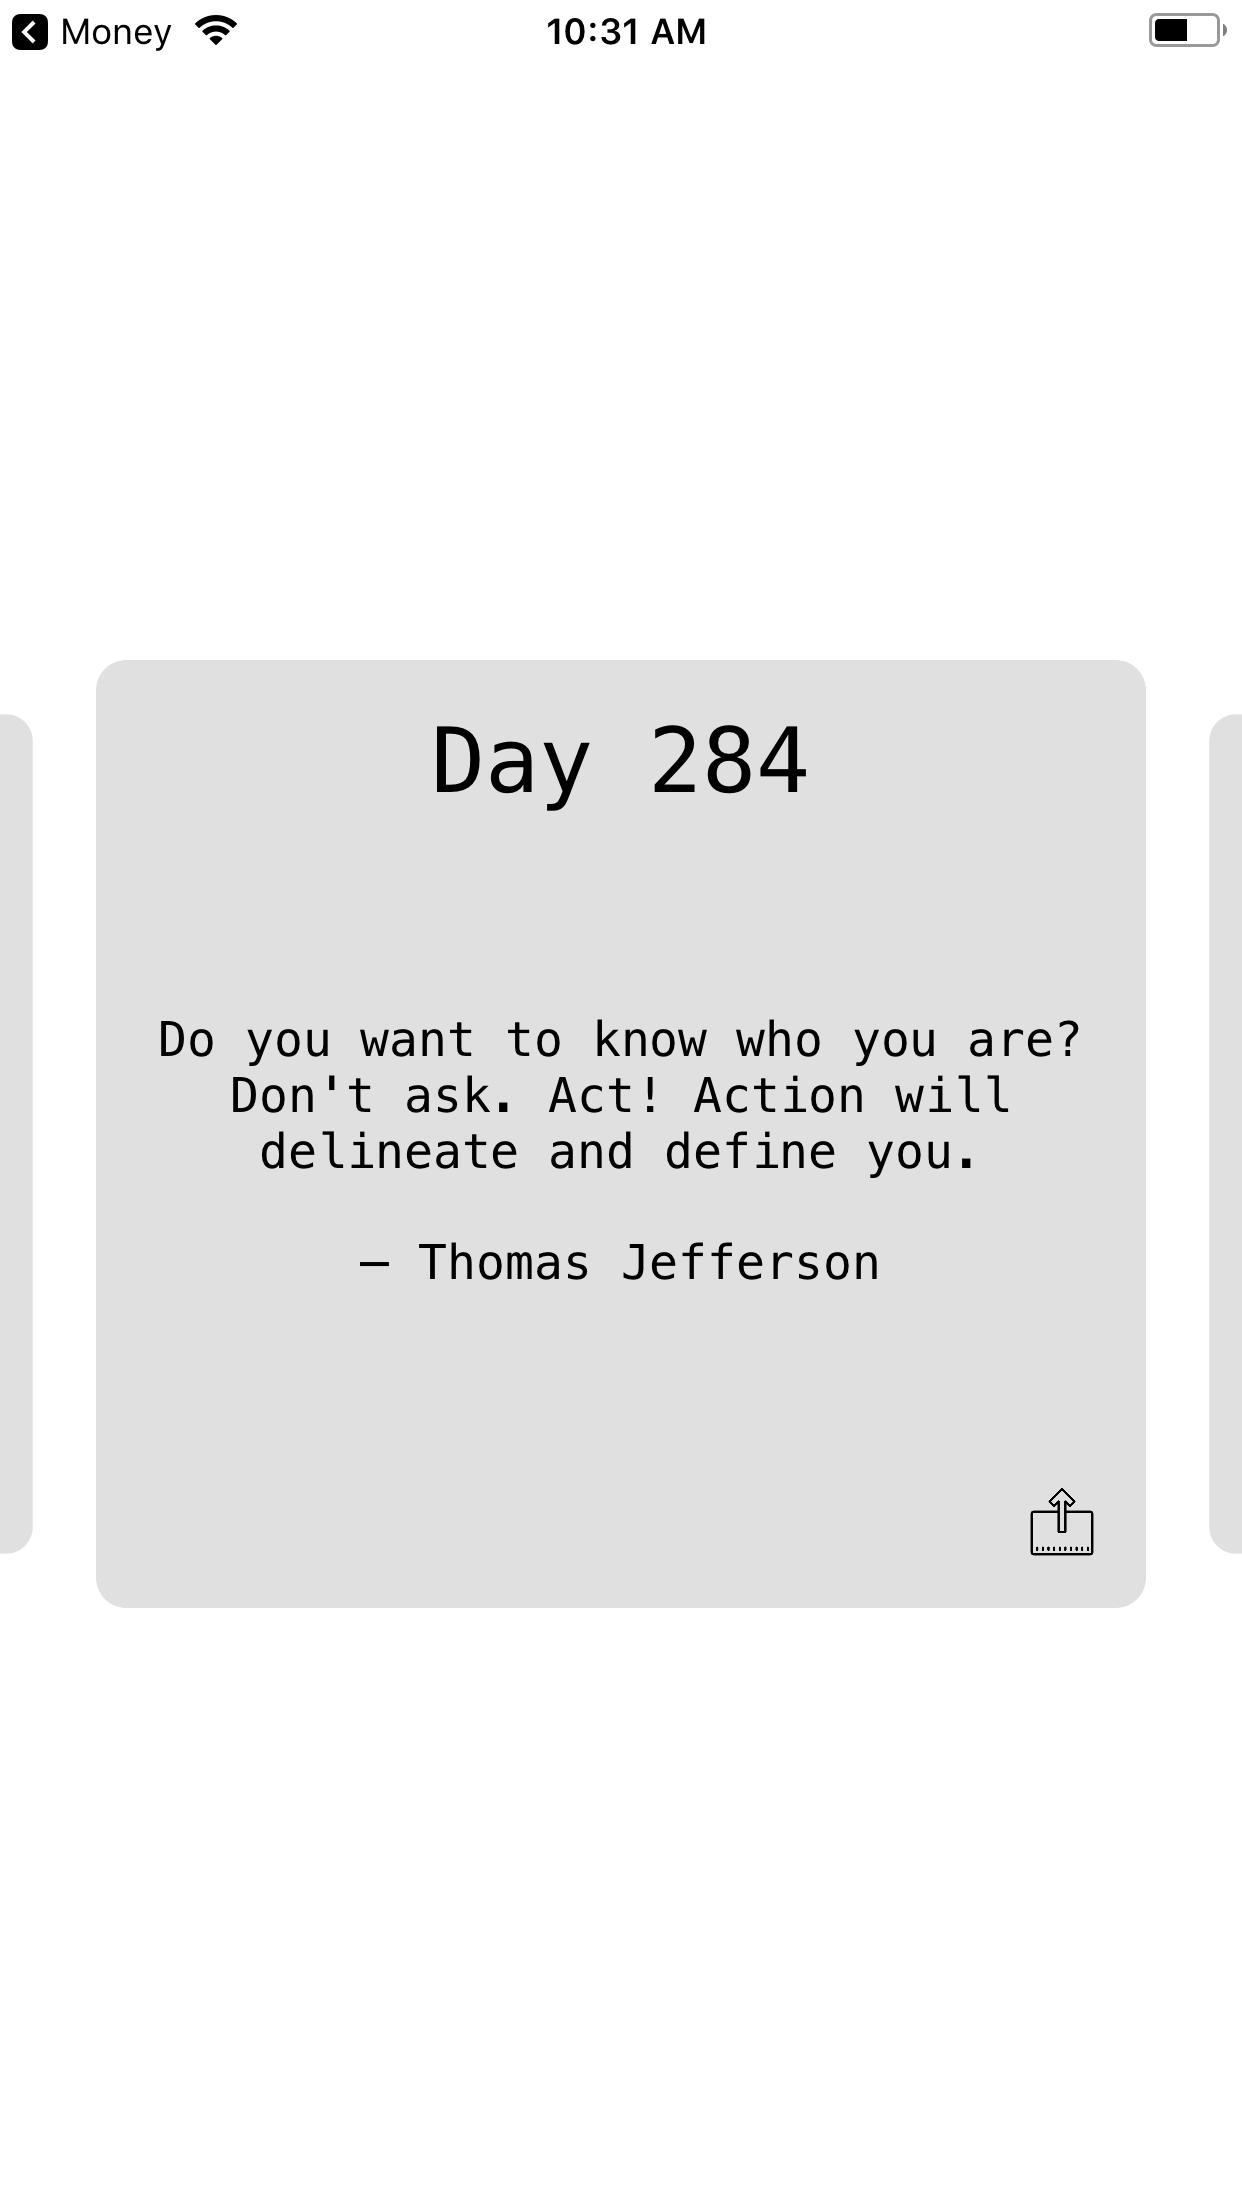 Money
10:31 AM
Day 284
Do you want to know who you are?
Don't ask. Act! Action will
delineate and define you.
— Thomas Jefferson